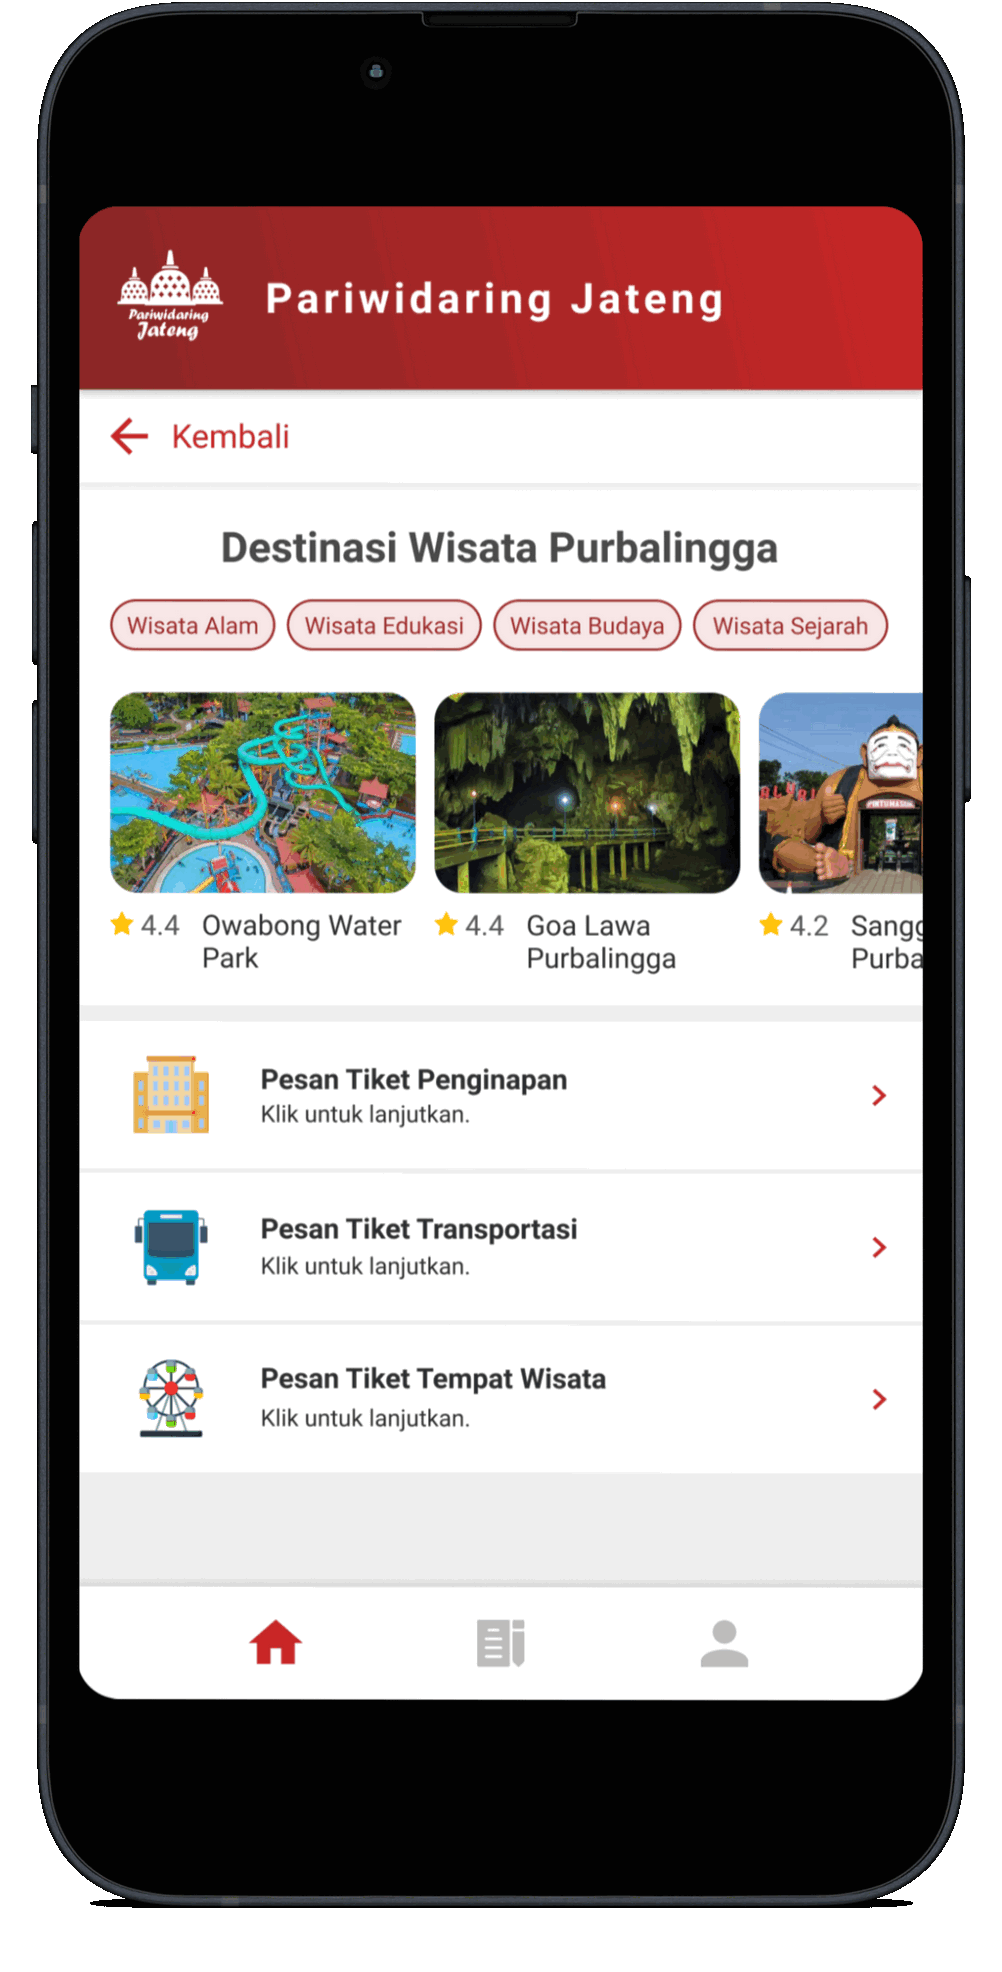 Pariwidaring
Jateng
Pariwidaring Jateng
Kembali
Destinasi Wisata Purbalingga
Wisata Alam
Wisata Edukasi
Wisata Budaya
Wisata Sejarah
4.4 Owabong Water
Park
4.4 Goa Lawa
Purbalingga
4.2 Sangg
Purba
Pesan Tiket Penginapan
Klik untuk lanjutkan.
Pesan Tiket Transportasi
Klik untuk lanjutkan.
Pesan Tiket Tempat Wisata
Klik untuk lanjutkan.